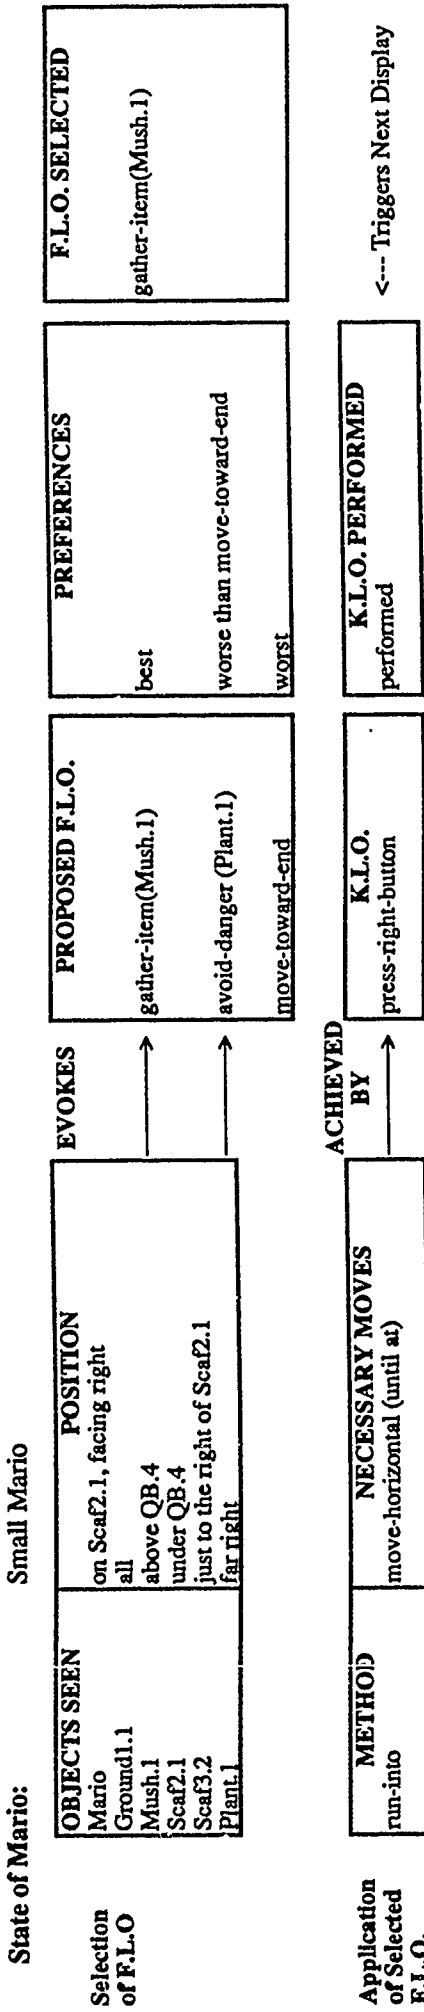 State of Mario: Small Mario
Selection
of F.L.O
OBJECTS SEEN POSITION
Mario on Scaf2.1, facing right
Ground1.1 all
Mush.1 above QB.4
Scaf2.1 under QB.4
Scaf3.2 just to the right of Scaf2.1
Plant.1 far right
EVOKES
PROPOSED F.L.O.
gather-item(Mush.1)
avoid-danger (Plant.1)
move-toward-end
PREFERENCES
best
worse than move-toward-end
worst
F.L.O. SELECTED
gather-item(Mush.1)
Application
of Selected
F.L.O.
METHOD NECESSARY MOVES
run-into move-horizontal (until at)
ACHIEVED
BY
K.L.O.
press-right-button
K.L.O. PERFORMED
performed
<--- Triggers Next Display